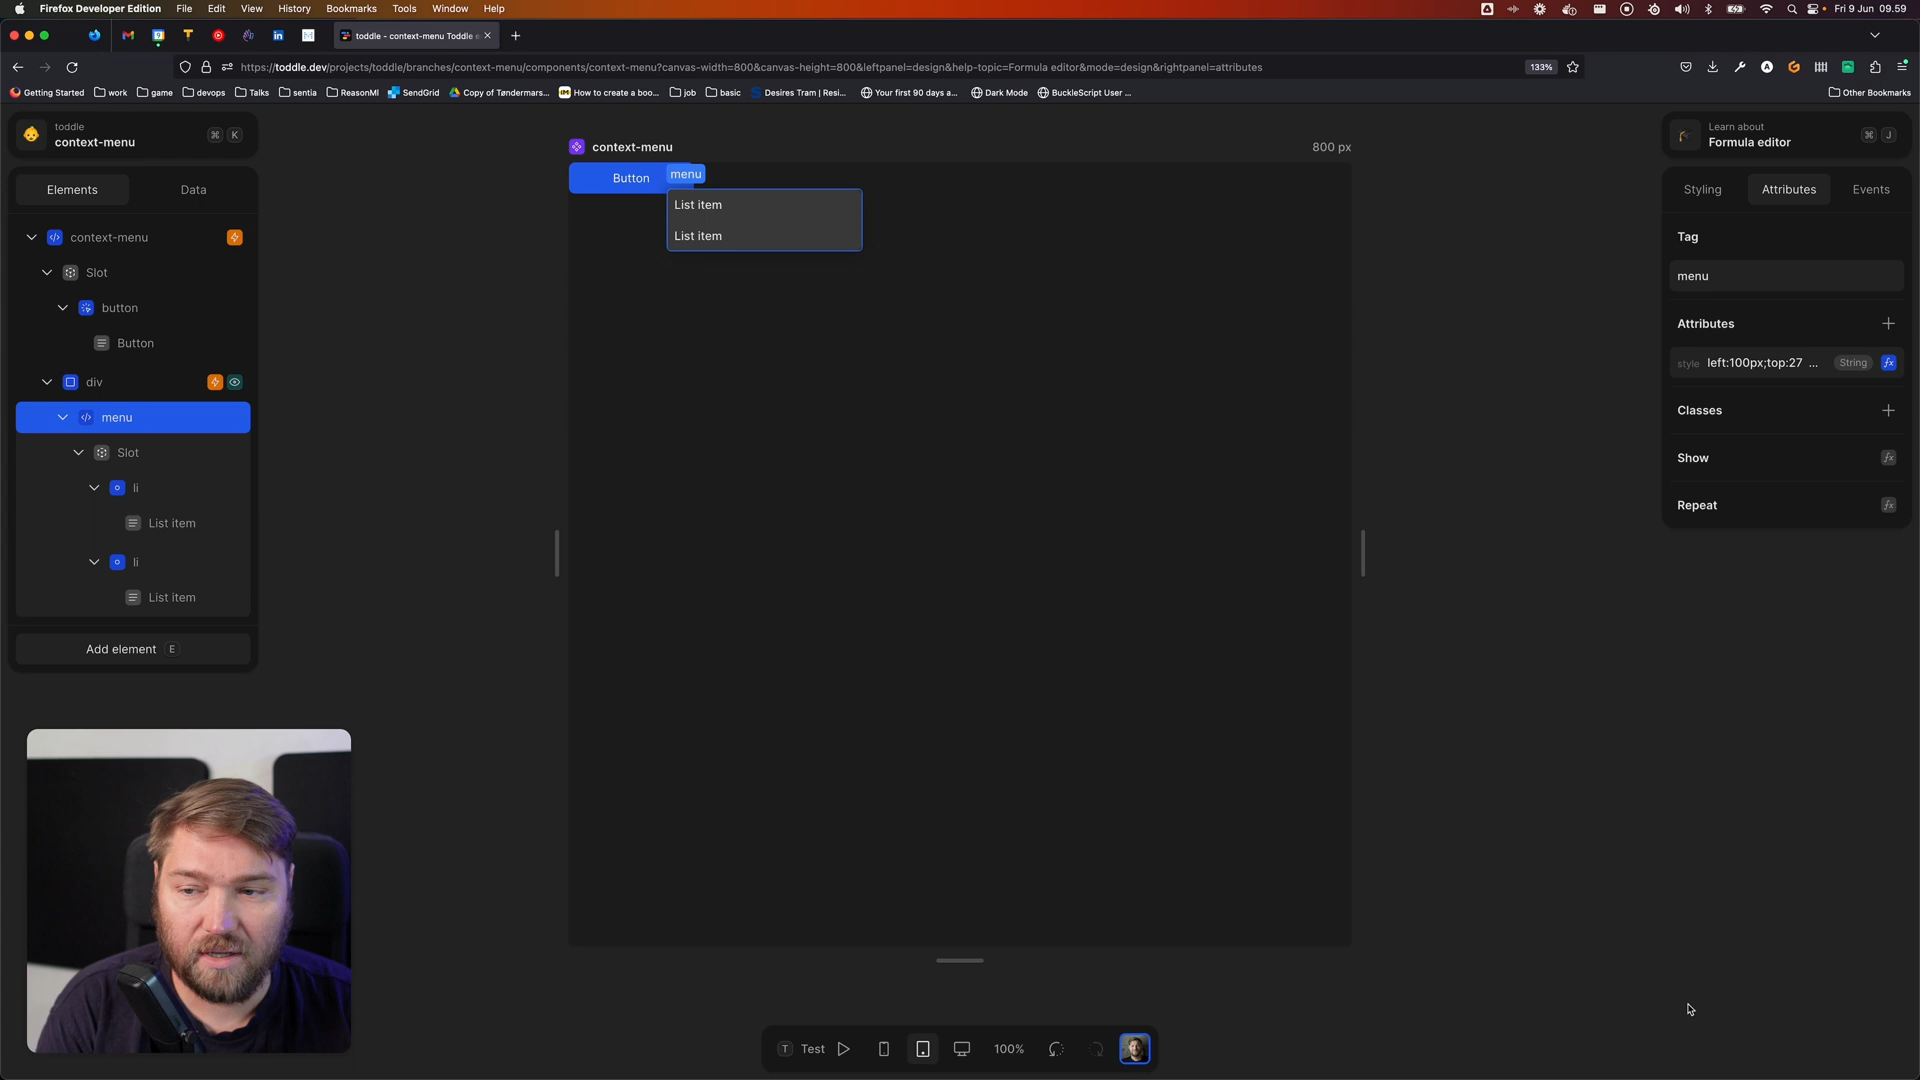 Firefox Developer Edition File Edit View History Bookmarks Tools Window Help Fri 9 Jun 09.59
toddle - context-menu Toddle
https://toddle.dev/projects/toddle/branches/context-menu/components/context-menu?canvas-width=800&canvas-height=800&leftpanel=design&help-topic=Formula editor&mode=design&rightpanel=attributes 133%
Getting Started work game devops Talks sentia ReasonMl SendGrid Copy of Tøndermars... How to create a boo... job basic Desires Tram | Resi... Your first 90 days a... Dark Mode BuckleScript User ... Other Bookmarks
toddle
context-menu
⌘ K
Elements Data
context-menu
Slot
button
Button
div
menu
Slot
li
List item
li
List item
Add element E
context-menu 800 px
Button
menu
List item
List item
Learn about
Formula editor
⌘ J
Styling Attributes Events
Tag
menu
Attributes
style left:100px;top:27 ... String fx
Classes
Show fx
Repeat fx
T Test 100%